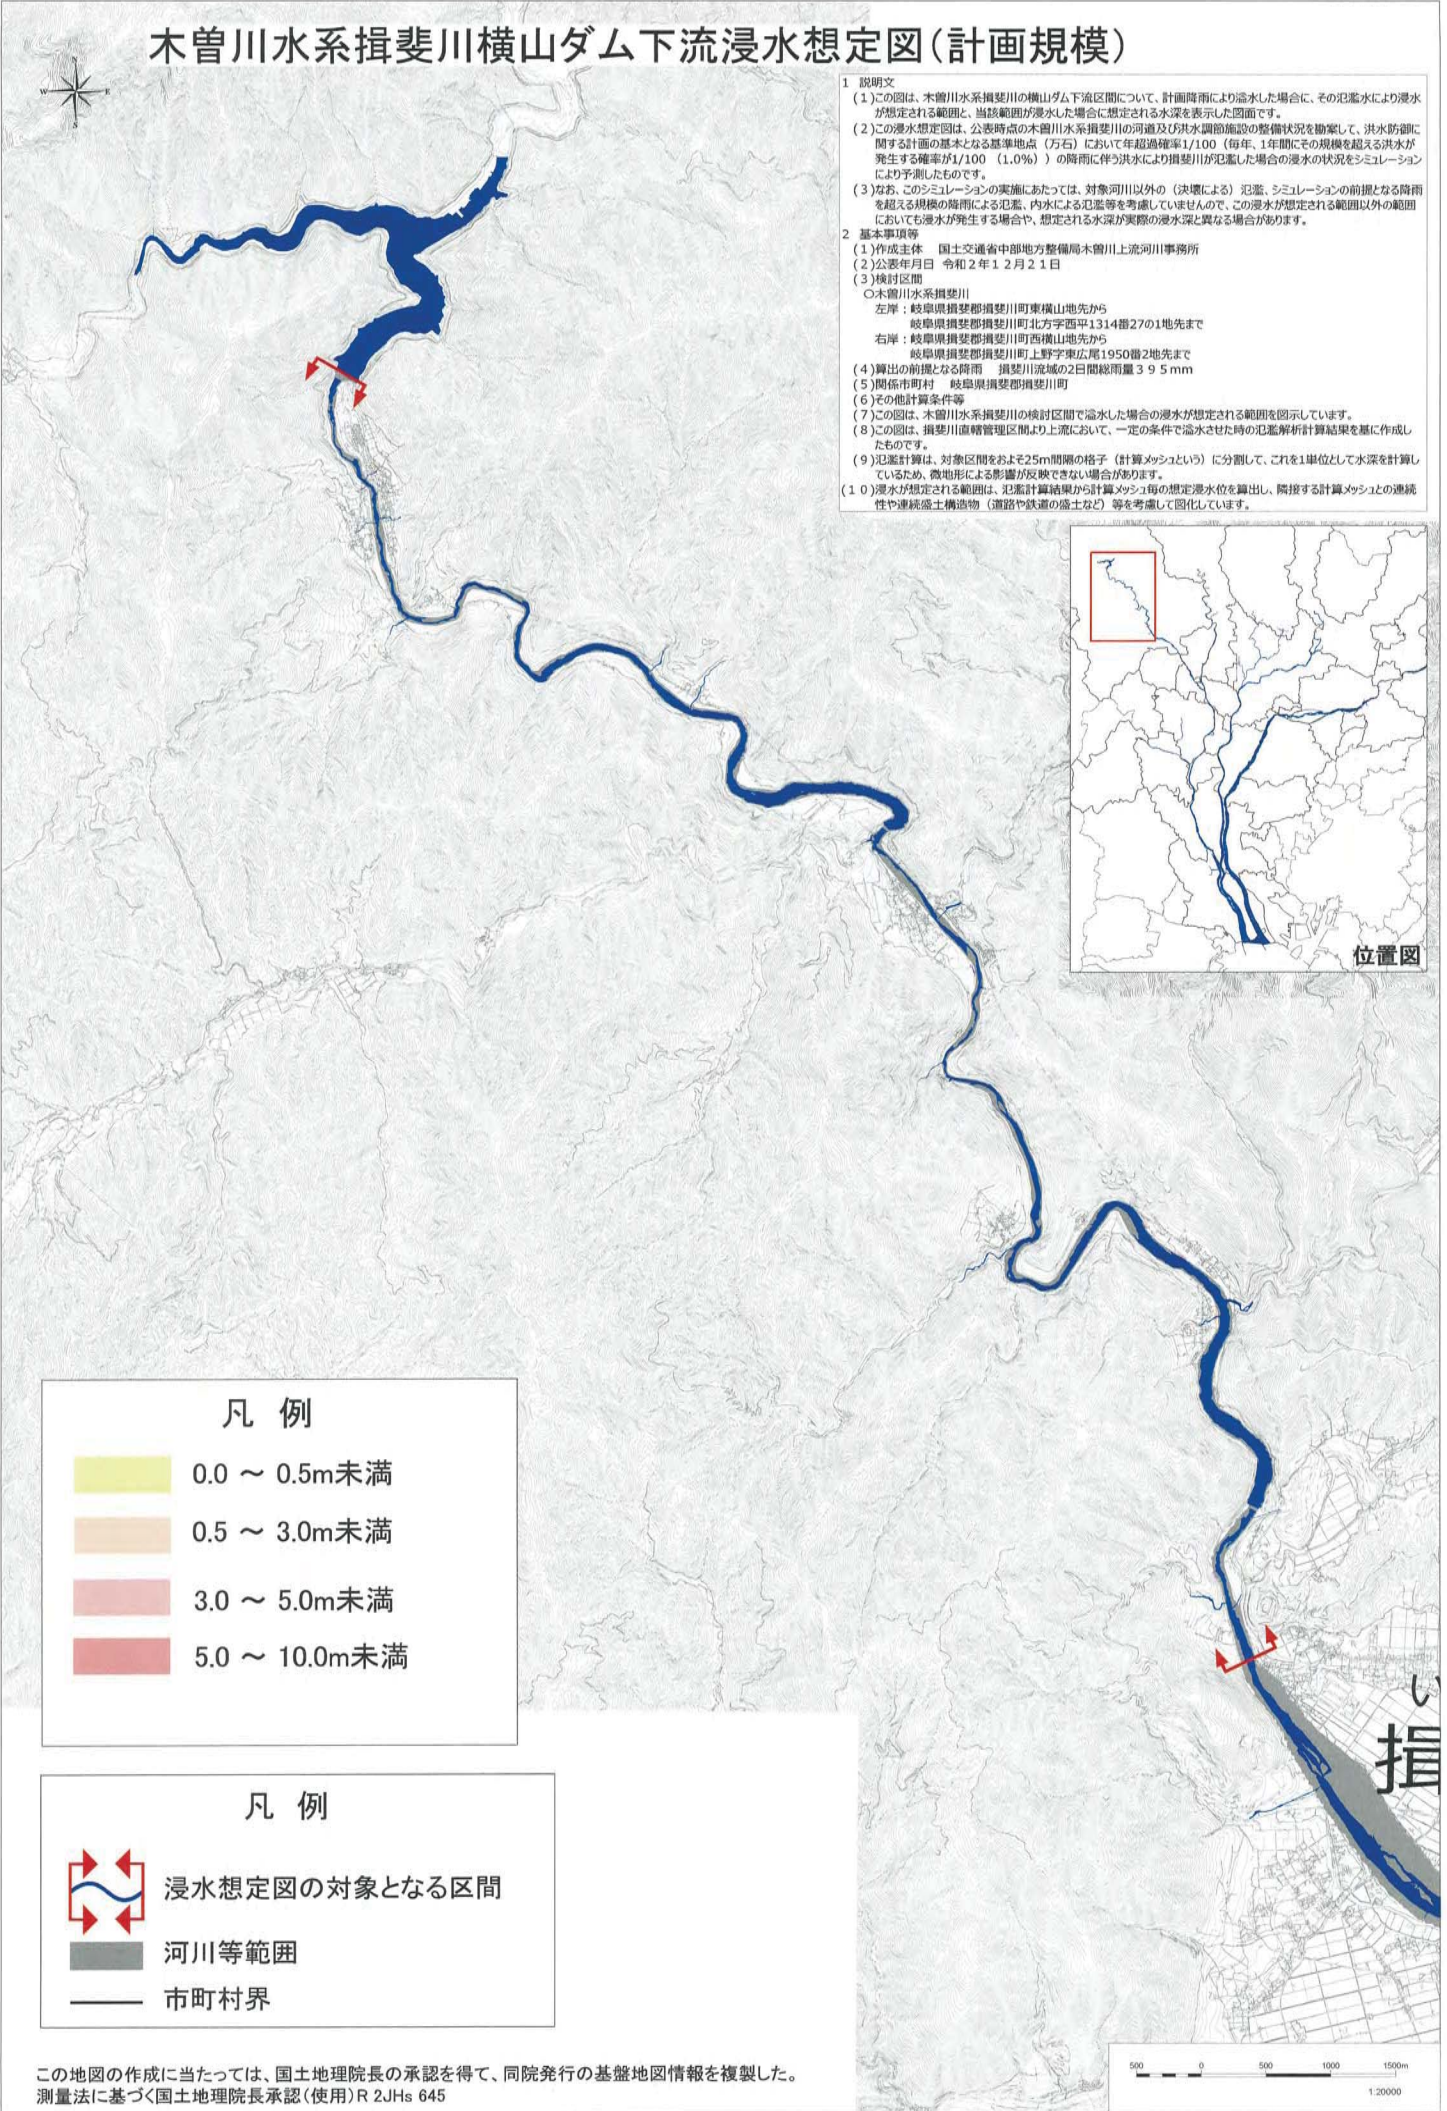 木曽川水系揖斐川横山ダム下流浸水想定図(計画規模)
N
W
E
S
1 説明文
(1)この図は、木曽川水系揖斐川の横山ダム下流区間について、計画降雨により溢水した場合に、その氾濫水により浸水
が想定される範囲と、当該範囲が浸水した場合に想定される水深を表示した図面です。
(2)この浸水想定図は、公表時点の木曽川水系揖斐川の河道及び洪水調節施設の整備状況を勘案して、洪水防御に
関する計画の基本となる基準地点(万石)において年超過確率1/100(毎年、1年間にその規模を超える洪水が
発生する確率が1/100 (1.0%))の降雨に伴う洪水により揖斐川が氾濫した場合の浸水の状況をシミュレーション
により予測したものです。
(3)なお、このシミュレーションの実施にあたっては、対象河川以外の(決壊による)氾濫、シミュレーションの前提となる降雨
を超える規模の降雨による氾濫、内水による氾濫等を考慮していませんので、この浸水が想定される範囲以外の範囲
においても浸水が発生する場合や、想定される水深が実際の浸水深と異なる場合があります。
2 基本事項等
(1)作成主体 国土交通省中部地方整備局木曽川上流河川事務所
(2)公表年月日 令和2年12月21日
(3)検討区間
○木曽川水系揖斐川
左岸:岐阜県揖斐郡揖斐川町東横山地先から
岐阜県揖斐郡揖斐川町北方字西平1314番27の1地先まで
右岸:岐阜県揖斐郡揖斐川町西横山地先から
岐阜県揖斐郡揖斐川町上野字東広尾1950番2地先まで
(4)算出の前提となる降雨 揖斐川流域の2日間総雨量395mm
(5)関係市町村 岐阜県揖斐郡揖斐川町
(6)その他計算条件等
(7)この図は、木曽川水系揖斐川の検討区間で溢水した場合の浸水が想定される範囲を図示しています。
(8)この図は、揖斐川直轄管理区間より上流において、一定の条件で溢水させた時の氾濫解析計算結果を基に作成し
たものです。
(9)氾濫計算は、対象区間をおよそ25m間隔の格子(計算メッシュという)に分割して、これを1単位として水深を計算し
ているため、微地形による影響が反映できない場合があります。
(10)浸水が想定される範囲は、氾濫計算結果から計算メッシュ毎の想定浸水位を算出し、隣接する計算メッシュとの連続
性や連続盛土構造物(道路や鉄道の盛土など)等を考慮して図化しています。
位置図
凡 例
0.0 ~ 0.5m未満
0.5 ~ 3.0m未満
3.0 ~ 5.0m未満
5.0 ~ 10.0m未満
い
揖
凡 例
浸水想定図の対象となる区間
河川等範囲
市町村界
この地図の作成に当たっては、国土地理院長の承認を得て、同院発行の基盤地図情報を複製した。
測量法に基づく国土地理院長承認(使用)R 2JHs 645
500 0 500 1000 1500m
1:20000